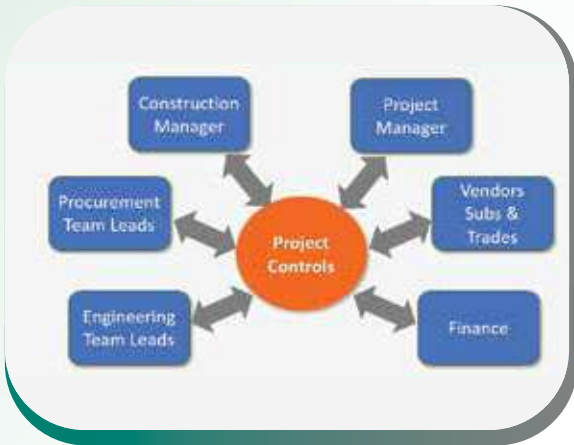 Construction
Manager
Project
Manager
Procurement
Team Leads
Vendors
Subs &
Trades
Project
Controls
Engineering
Team Leads
Finance